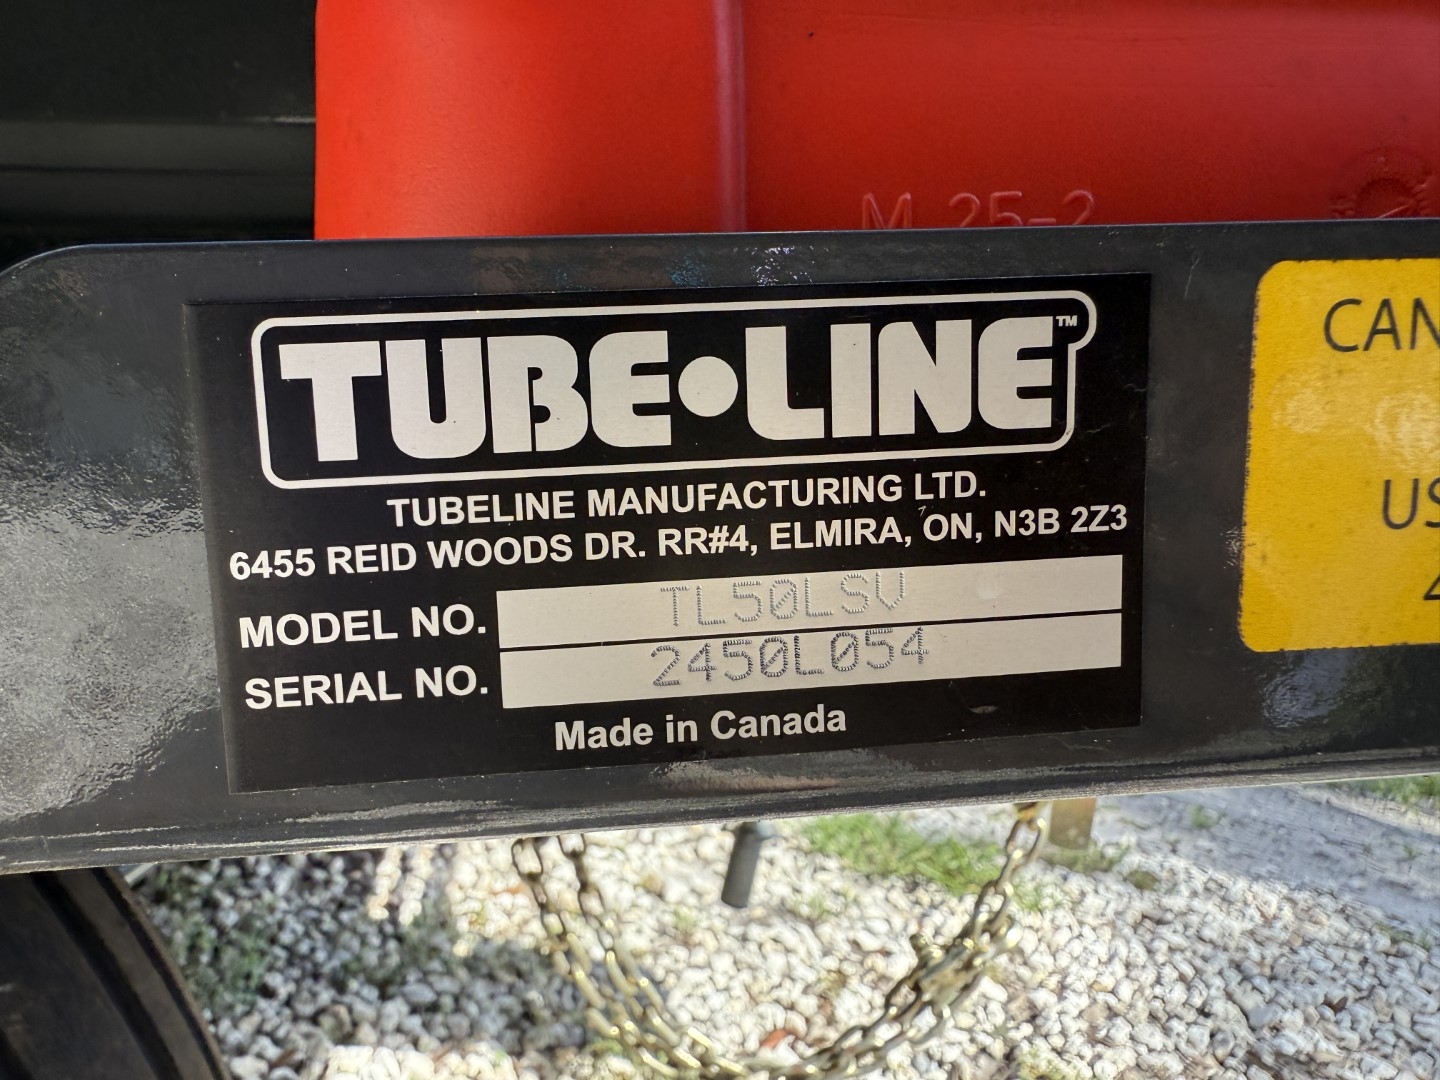 M 25-2
TUBE•LINE™
TUBELINE MANUFACTURING LTD.
6455 REID WOODS DR. RR#4, ELMIRA, ON, N3B 2Z3
MODEL NO. TL50LSV
SERIAL NO. 2450L054
Made in Canada
CAN
US